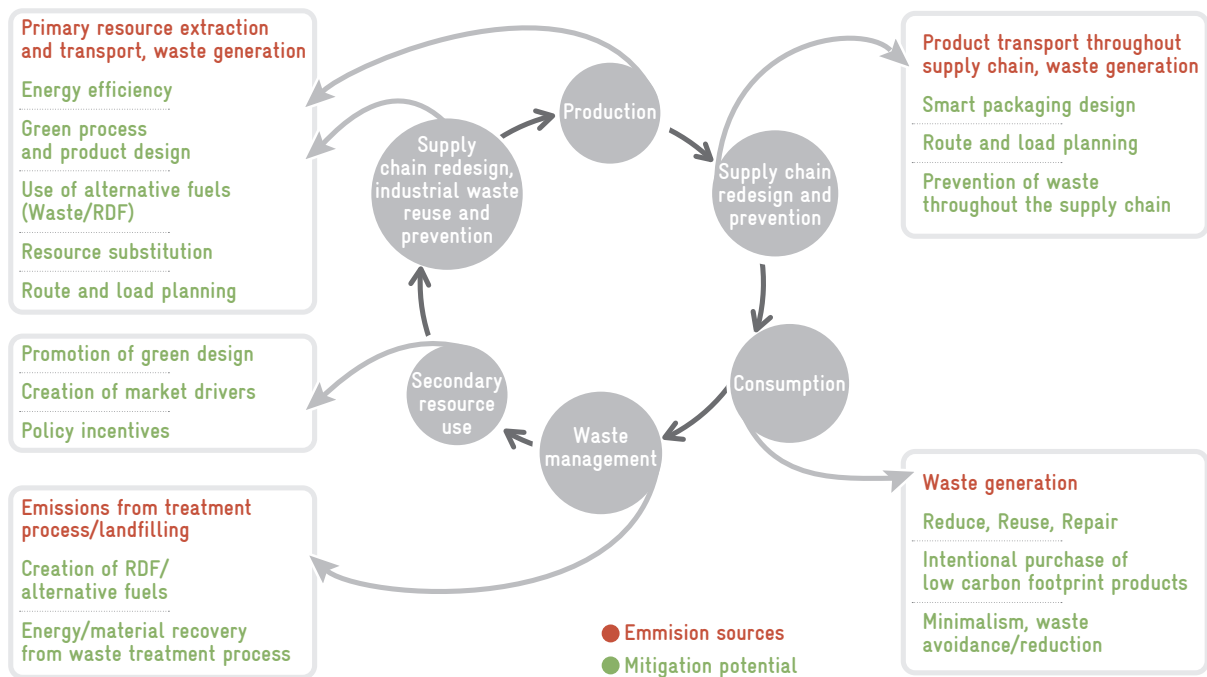 Primary resource extraction
and transport, waste generation
Energy efficiency
Green process
and product design
Use of alternative fuels
(Waste/RDF)
Resource substitution
Route and load planning
Promotion of green design
Creation of market drivers
Policy incentives
Emissions from treatment
process/landfilling
Creation of RDF/
alternative fuels
Energy/material recovery
from waste treatment process
Production
Supply
chain redesign,
industrial waste
reuse and
prevention
Supply chain
redesign and
prevention
Consumption
Waste
management
Secondary
resource
use
Product transport throughout
supply chain, waste generation
Smart packaging design
Route and load planning
Prevention of waste
throughout the supply chain
Waste generation
Reduce, Reuse, Repair
Intentional purchase of
low carbon footprint products
Minimalism, waste
avoidance/reduction
Emmision sources
Mitigation potential